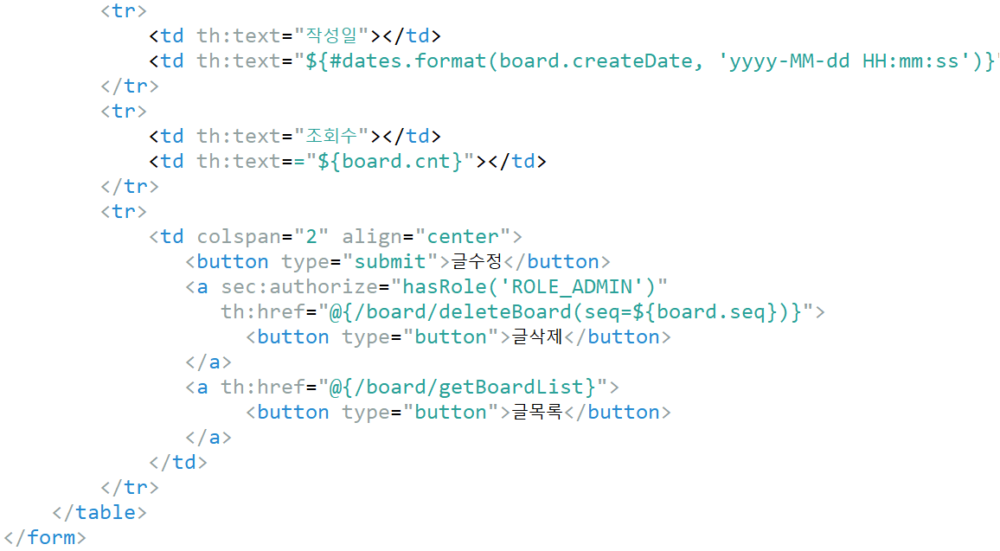 <tr>
<td th:text="작성일"></td>
<td th:text="${#dates.format(board.createDate, 'yyyy-MM-dd HH:mm:ss')}"
</tr>
<tr>
<td th:text="조회수"></td>
<td th:text=="${board.cnt}"></td>
</tr>
<tr>
<td colspan="2" align="center">
<button type="submit">글수정</button>
<a sec:authorize="hasRole('ROLE_ADMIN')"
th:href="@{/board/deleteBoard(seq=${board.seq})}">
<button type="button">글삭제</button>
</a>
<a th:href="@{/board/getBoardList}">
<button type="button">글목록</button>
</a>
</td>
</tr>
</table>
</form>